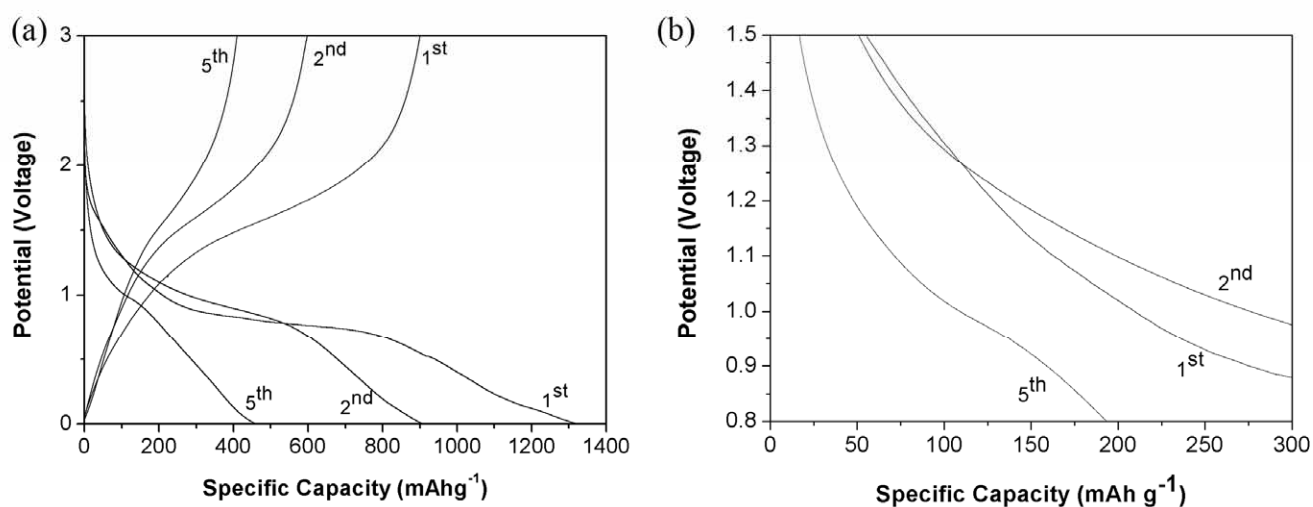 (a)
3
2
1
0
Potential (Voltage)
5th
2nd
1st
5th
2nd
1st
0 200 400 600 800 1000 1200 1400
Specific Capacity (mAhg-1)
(b)
1.5
1.4
1.3
1.2
1.1
1.0
0.9
0.8
Potential (Voltage)
2nd
1st
5th
0 50 100 150 200 250 300
Specific Capacity (mAh g-1)